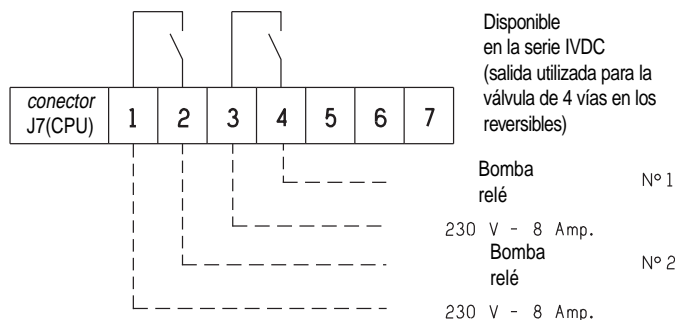 Disponible
en la serie IVDC
(salida utilizada para la
válvula de 4 vías en los
reversibles)
conector
J7(CPU) 1 2 3 4 5 6 7
Bomba
relé Nº 1
230 V - 8 Amp.
Bomba
relé Nº 2
230 V - 8 Amp.